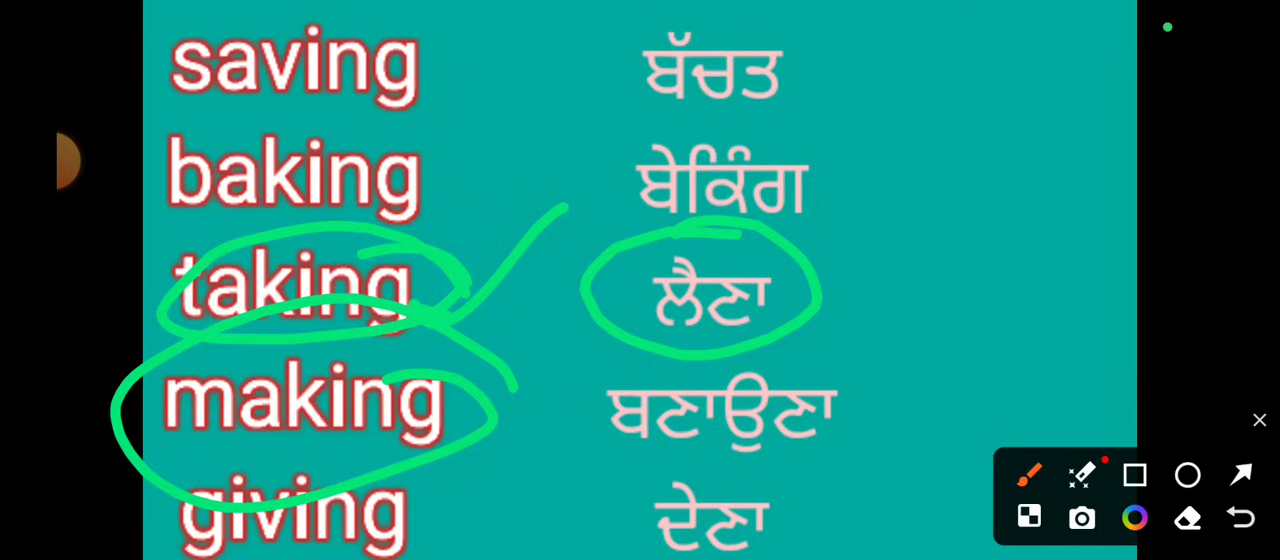 saving ਬੱਚਤ
baking ਬੇਕਿੰਗ
taking ਲੈਣਾ
making ਬਣਾਉਣਾ
giving ਦੇਣਾ